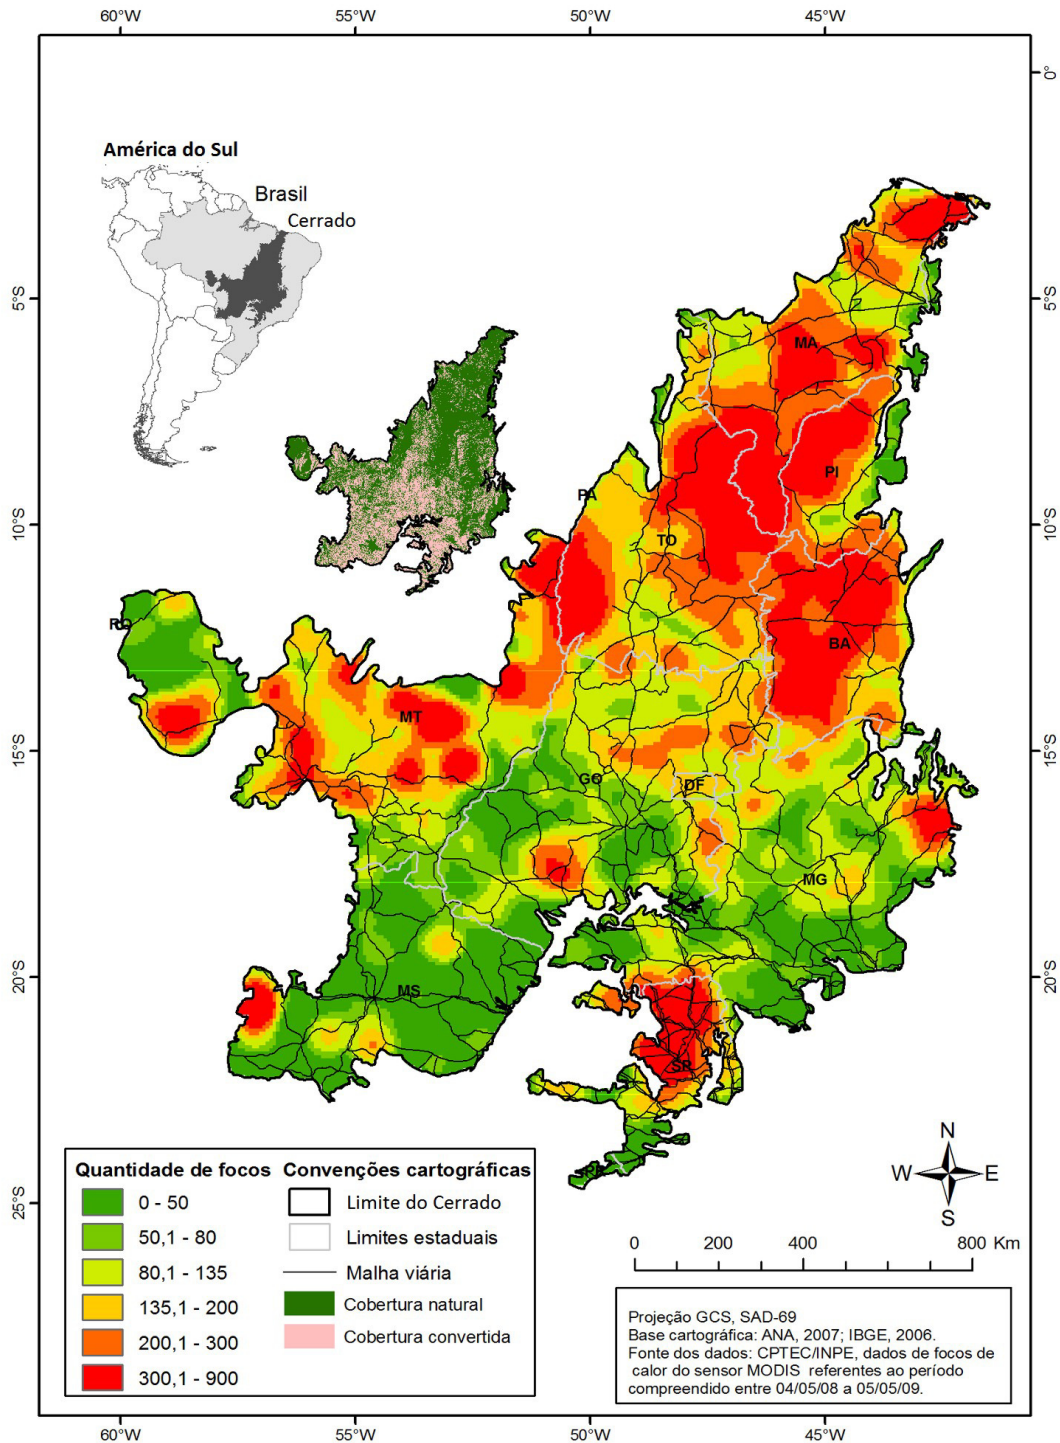 60°W 55°W 50°W 45°W
0°
América do Sul
Brasil
Cerrado
5°S 5°S
MA
PI
PA
10°S 10°S
TO
RO
BA
MT
15°S 15°S
GO
DF
MG
20°S 20°S
MS
SP
PR
25°S 25°S
N
W E
S
Quantidade de focos
0 - 50
50,1 - 80
80,1 - 135
135,1 - 200
200,1 - 300
300,1 - 900
Convenções cartográficas
Limite do Cerrado
Limites estaduais
Malha viária
Cobertura natural
Cobertura convertida
0 200 400 800 Km
Projeção GCS, SAD-69
Base cartográfica: ANA, 2007; IBGE, 2006.
Fonte dos dados: CPTEC/INPE, dados de focos de
calor do sensor MODIS referentes ao período
compreendido entre 04/05/08 a 05/05/09.
60°W 55°W 50°W 45°W